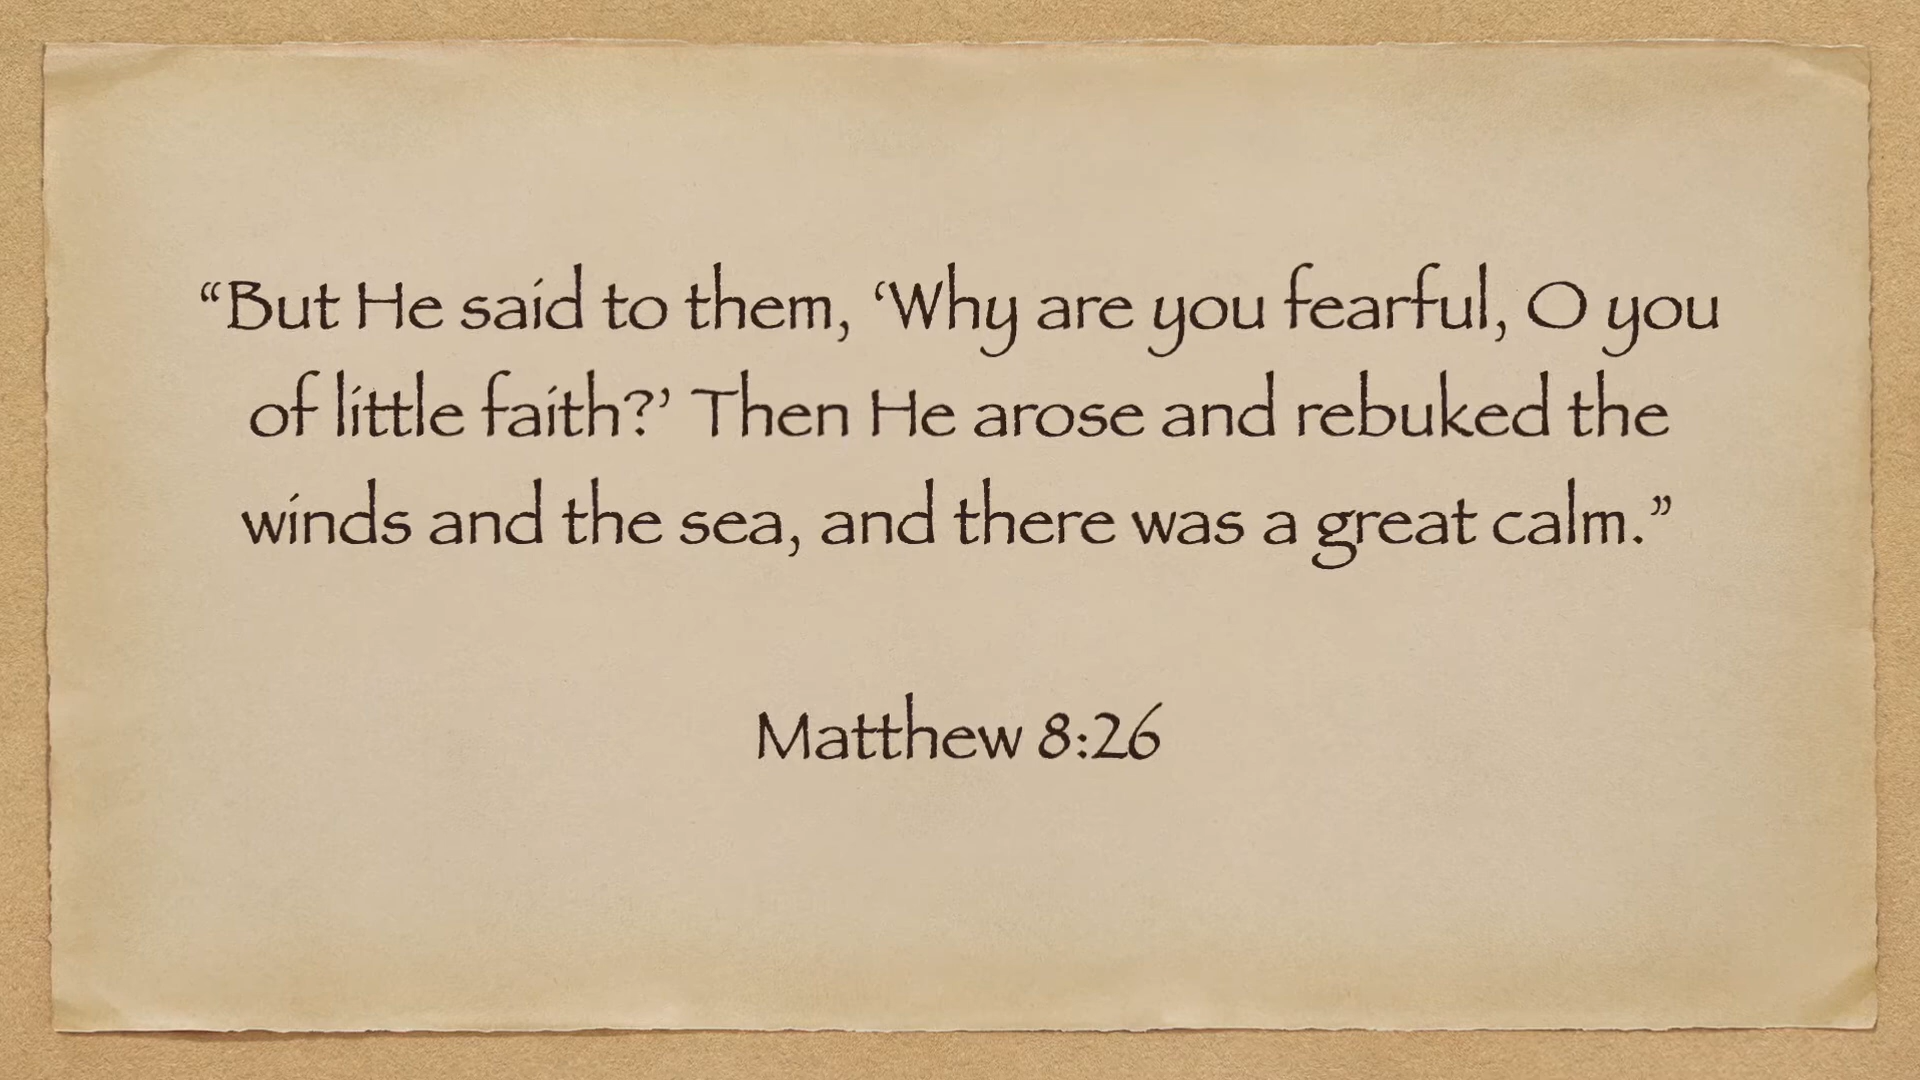 “But He said to them, ‘Why are you fearful, O you
of little faith?’ Then He arose and rebuked the
winds and the sea, and there was a great calm.”
Matthew 8:26